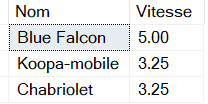 Nom Vitesse
Blue Falcon 5.00
Koopa-mobile 3.25
Chabriolet 3.25